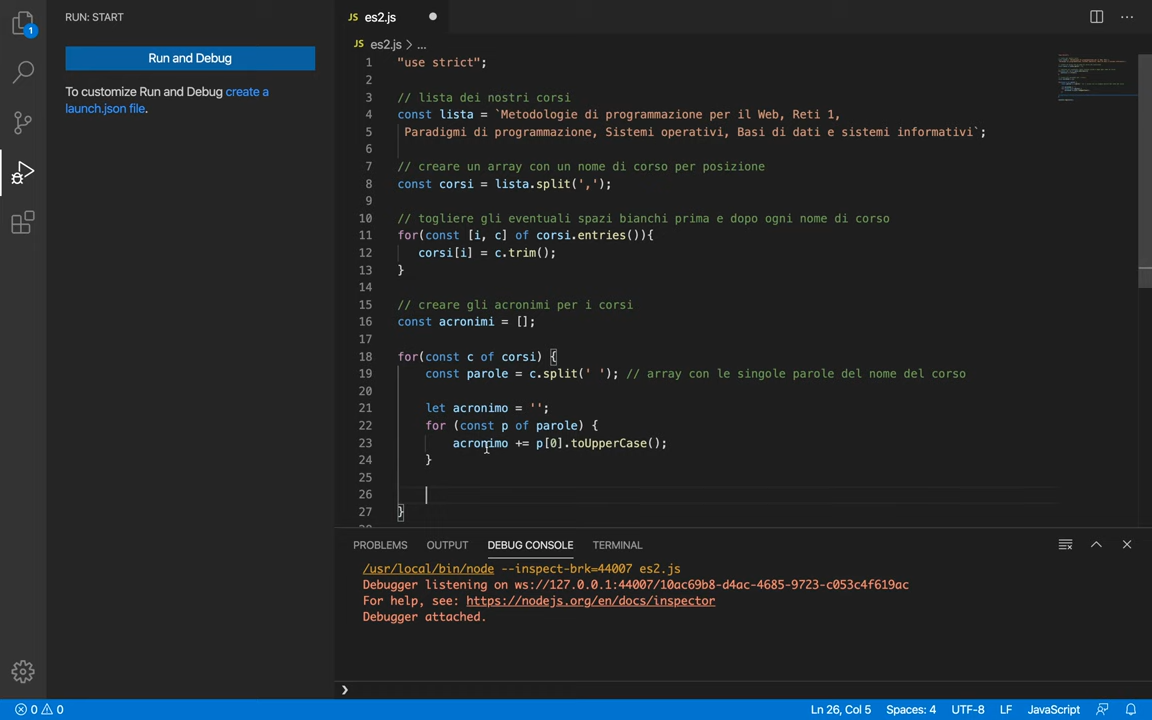 RUN: START
Run and Debug
To customize Run and Debug create a
launch.json file.
1
JS es2.js
JS es2.js > ...
1 "use strict";
2
3 // lista dei nostri corsi
4 const lista = `Metodologie di programmazione per il Web, Reti 1,
5 Paradigmi di programmazione, Sistemi operativi, Basi di dati e sistemi informativi`;
6
7 // creare un array con un nome di corso per posizione
8 const corsi = lista.split(',');
9
10 // togliere gli eventuali spazi bianchi prima e dopo ogni nome di corso
11 for(const [i, c] of corsi.entries()){
12 corsi[i] = c.trim();
13 }
14
15 // creare gli acronimi per i corsi
16 const acronimi = [];
17
18 for(const c of corsi) {
19 const parole = c.split(' '); // array con le singole parole del nome del corso
20
21 let acronimo = '';
22 for (const p of parole) {
23 acronimo += p[0].toUpperCase();
24 }
25
26
27 }
PROBLEMS OUTPUT DEBUG CONSOLE TERMINAL
/usr/local/bin/node --inspect-brk=44007 es2.js
Debugger listening on ws://127.0.0.1:44007/10ac69b8-d4ac-4685-9723-c053c4f619ac
For help, see: https://nodejs.org/en/docs/inspector
Debugger attached.
0 0 Ln 26, Col 5 Spaces: 4 UTF-8 LF JavaScript